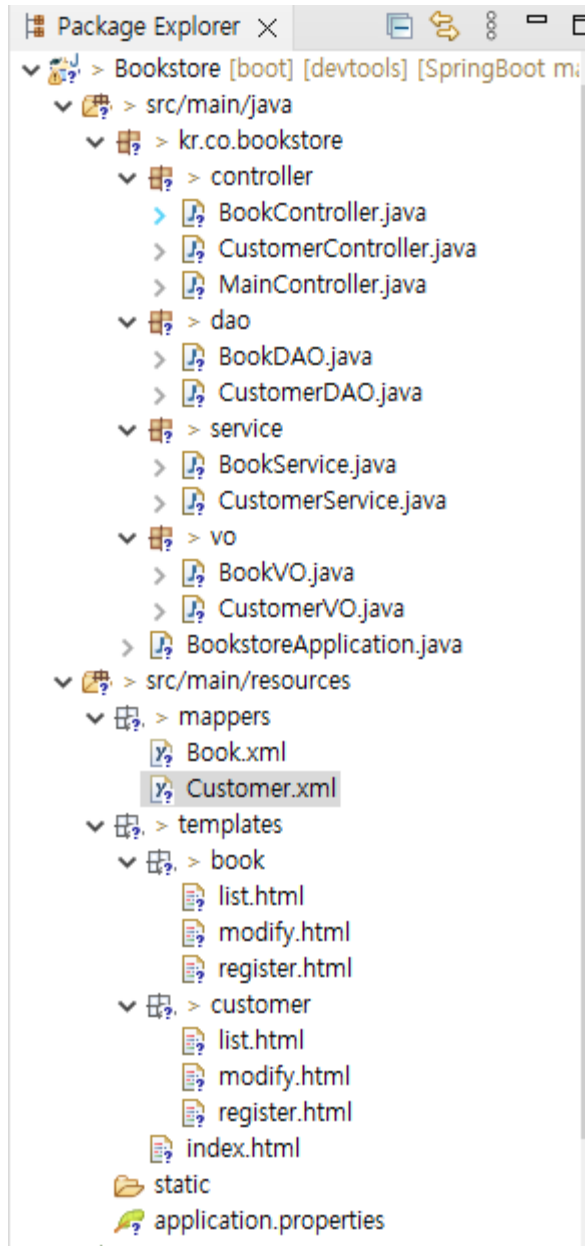 Package Explorer
> Bookstore [boot] [devtools] [SpringBoot
> src/main/java
> kr.co.bookstore
> controller
BookController.java
CustomerController.java
MainController.java
> dao
BookDAO.java
CustomerDAO.java
> service
BookService.java
CustomerService.java
> vo
BookVO.java
CustomerVO.java
BookstoreApplication.java
> src/main/resources
> mappers
Book.xml
Customer.xml
> templates
> book
list.html
modify.html
register.html
> customer
list.html
modify.html
register.html
index.html
static
application.properties